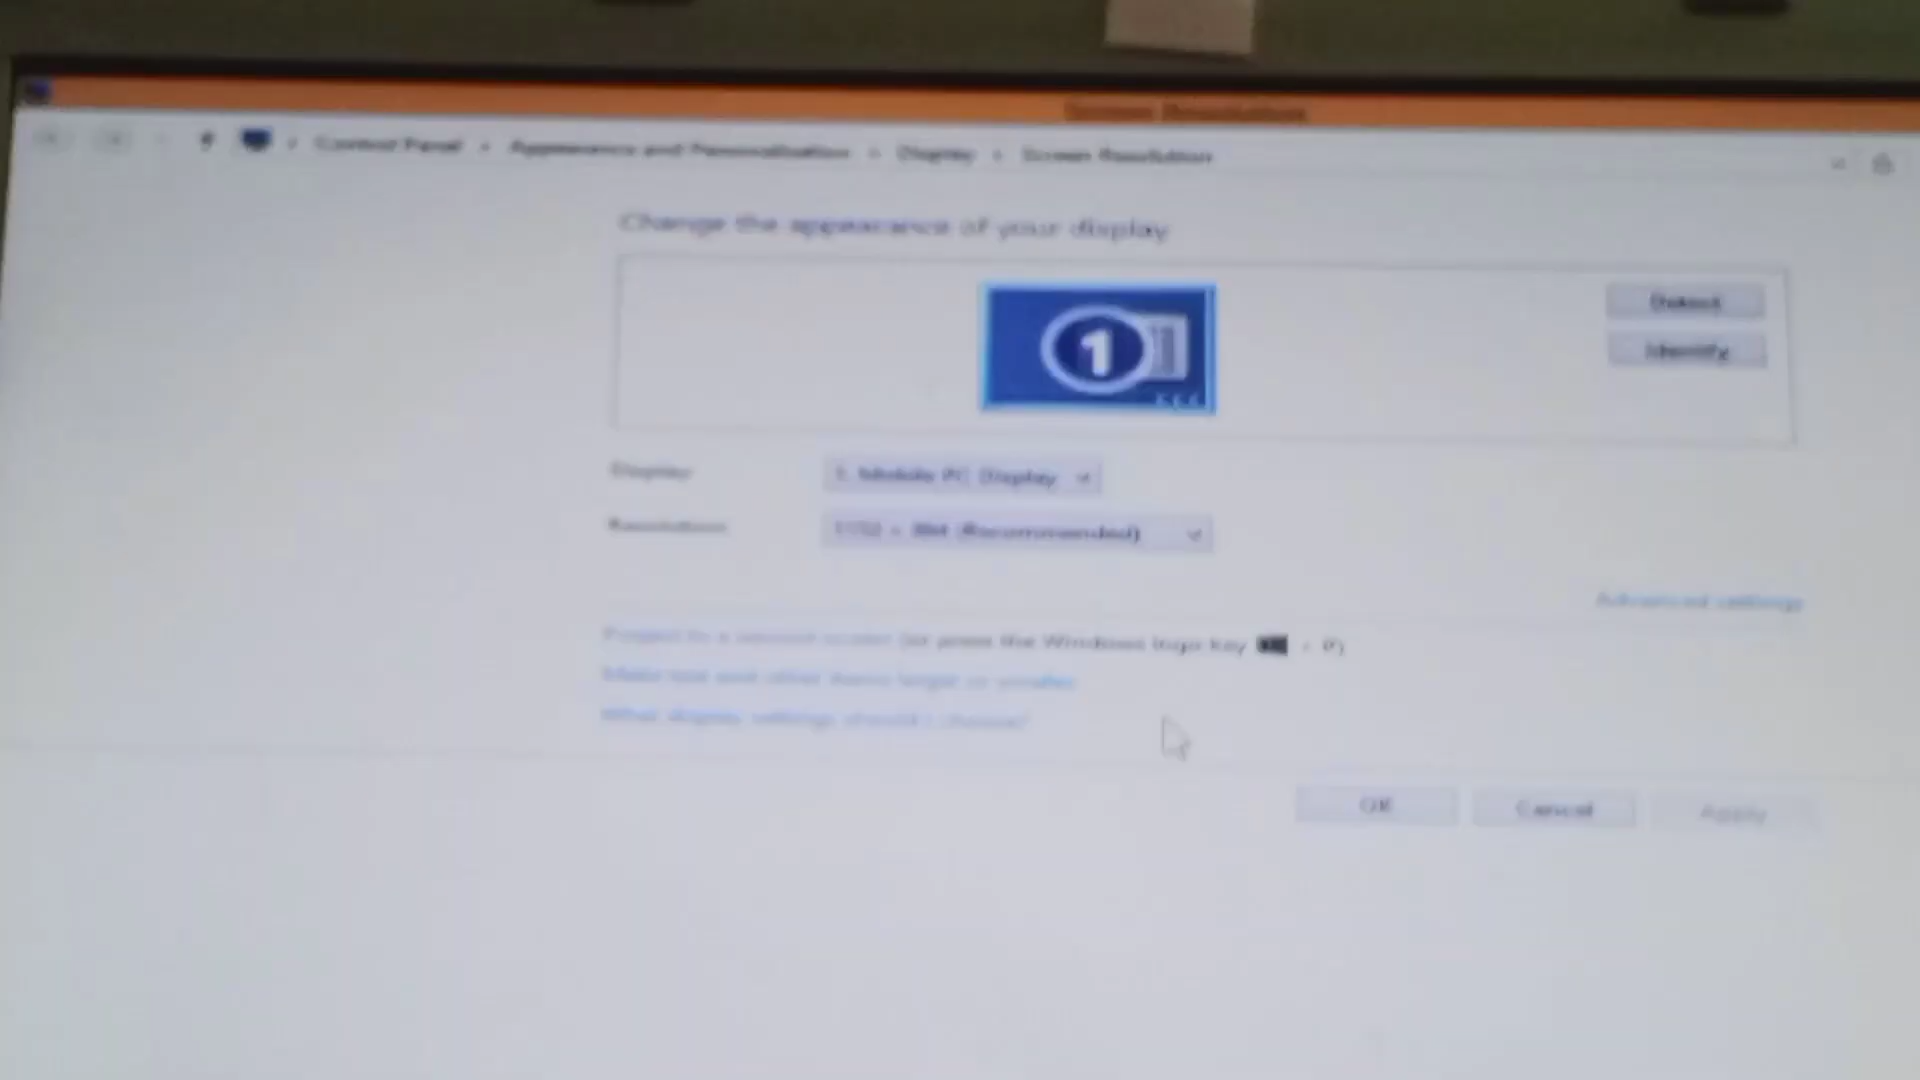 Screen Resolution
Control Panel Appearance and Personalization Display Screen Resolution
Change the appearance of your display
1
Detect
Identify
Display:
1. Mobile PC Display
Resolution:
(Recommended)
Advanced settings
Project to a second screen (or press the Windows logo key + P)
Make text and other items larger or smaller
What display settings should I choose?
OK
Cancel
Apply